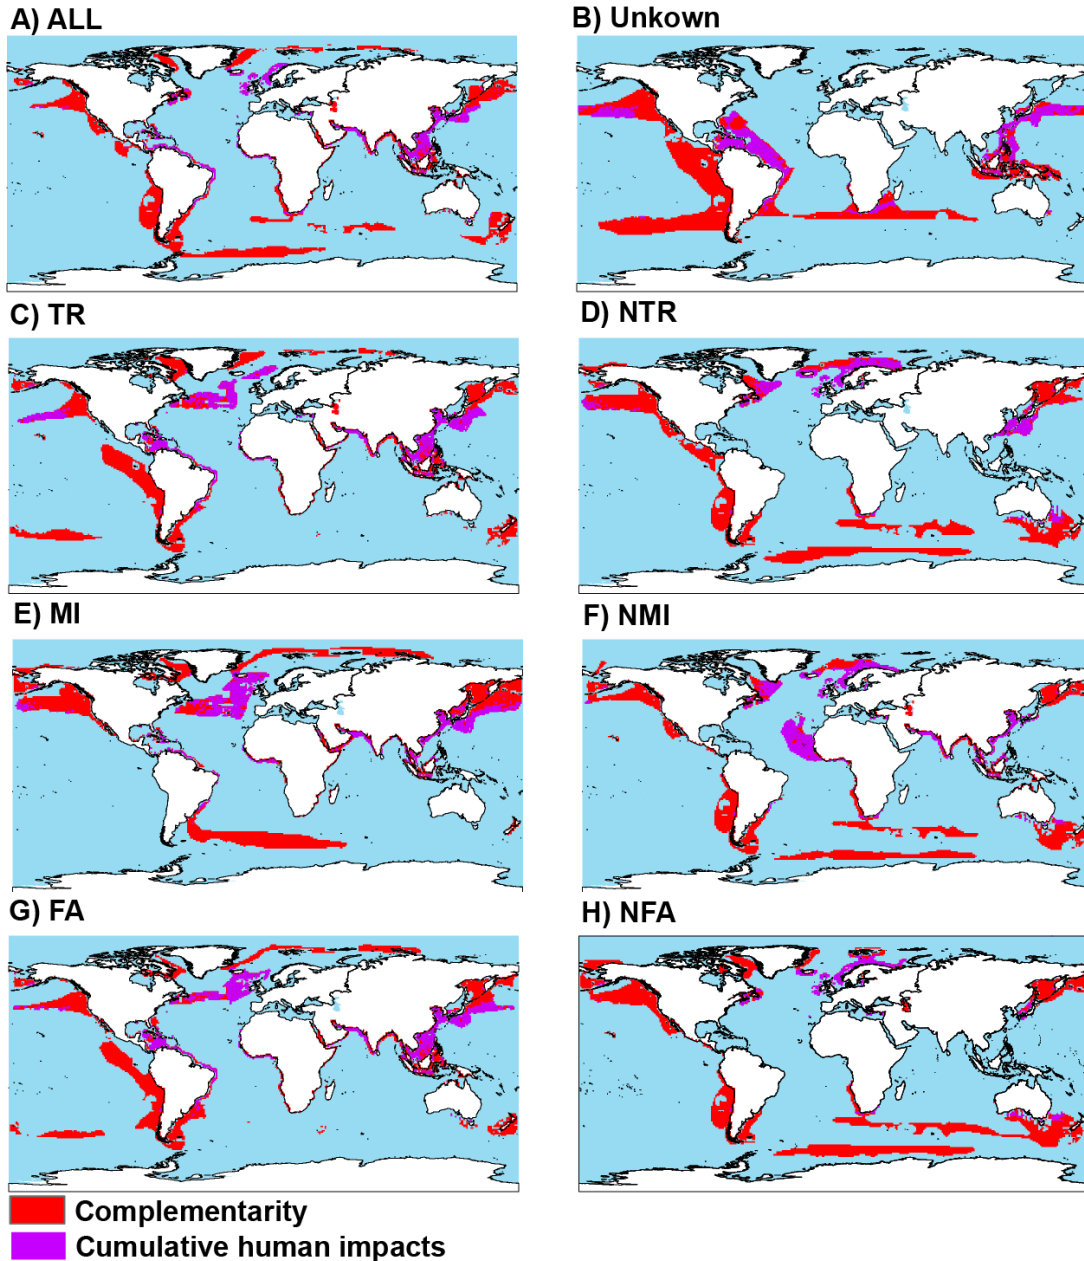 A) ALL
B) Unkown
C) TR
D) NTR
E) MI
F) NMI
G) FA
H) NFA
Complementarity
Cumulative human impacts